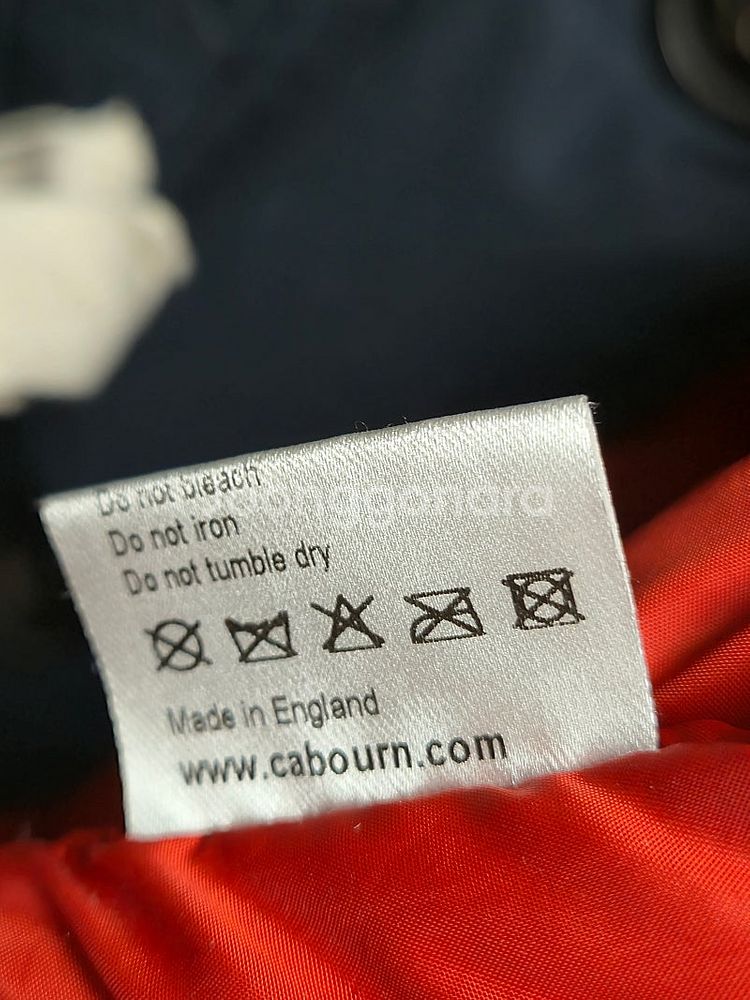 Do not bleach
Do not iron
Do not tumble dry
Made in England
www.cabourn.com